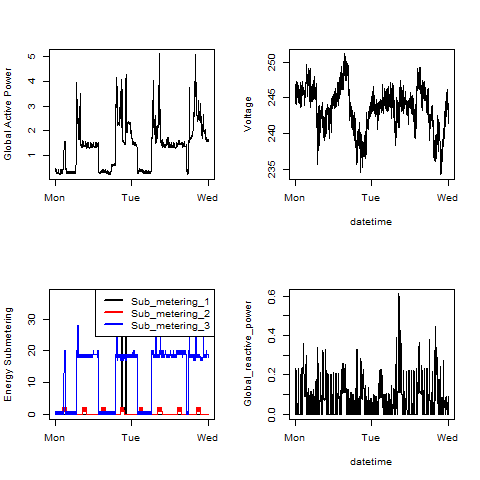 Global Active Power
5
4
3
2
1
Mon Tue Wed
Voltage
250
245
240
235
Mon Tue Wed
datetime
Energy Submetering
30
20
10
0
Sub_metering_1
Sub_metering_2
Sub_metering_3
Mon Tue Wed
Global_reactive_power
0.6
0.4
0.2
0.0
Mon Tue Wed
datetime